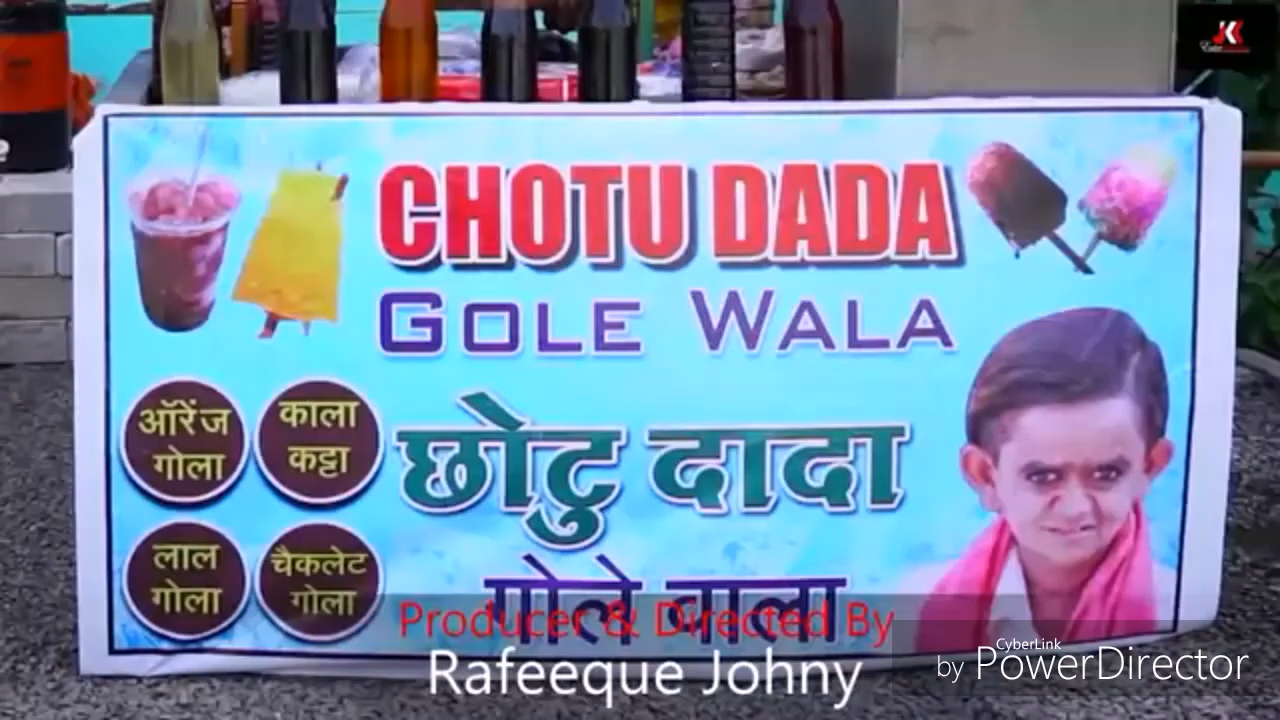 CHOTU DADA
GOLE WALA
ऑरेंज
गोला
काला
कट्टा
छोटु दादा
लाल
गोला
चैकलेट
गोला
गोले वाला
Producer & Directed By
Rafeeque Johny
CyberLink
by PowerDirector